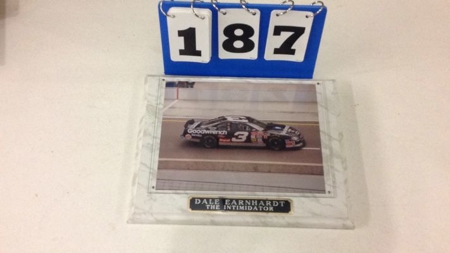 187
Goodwrench
3
DALE EARNHARDT
THE INTIMIDATOR